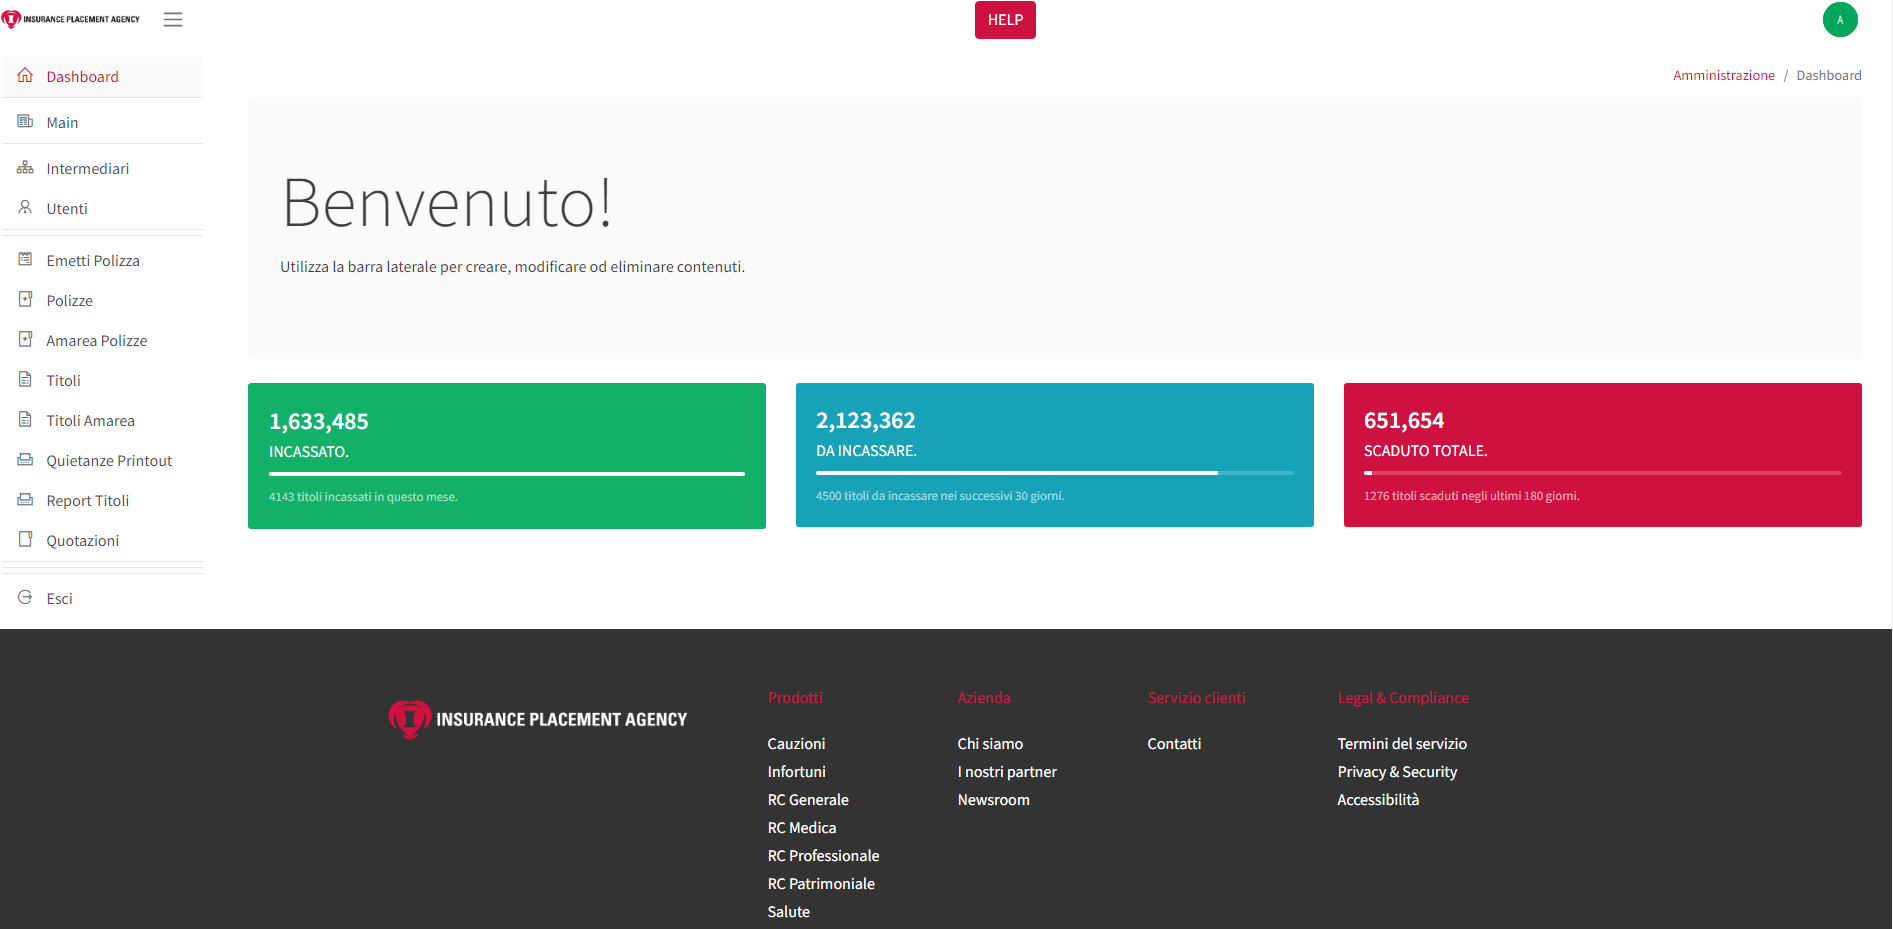 INSURANCE PLACEMENT AGENCY
HELP
A
Amministrazione / Dashboard
Dashboard
Main
Intermediari
Utenti
Emetti Polizza
Polizze
Amarea Polizze
Titoli
Titoli Amarea
Quietanze Printout
Report Titoli
Quotazioni
Esci
Benvenuto!
Utilizza la barra laterale per creare, modificare od eliminare contenuti.
1,633,485
INCASSATO.
4143 titoli incassati in questo mese.
2,123,362
DA INCASSARE.
4500 titoli da incassare nei successivi 30 giorni.
651,654
SCADUTO TOTALE.
1276 titoli scaduti negli ultimi 180 giorni.
INSURANCE PLACEMENT AGENCY
Prodotti
Cauzioni
Infortuni
RC Generale
RC Medica
RC Professionale
RC Patrimoniale
Salute
Azienda
Chi siamo
I nostri partner
Newsroom
Servizio clienti
Contatti
Legal & Compliance
Termini del servizio
Privacy & Security
Accessibilità